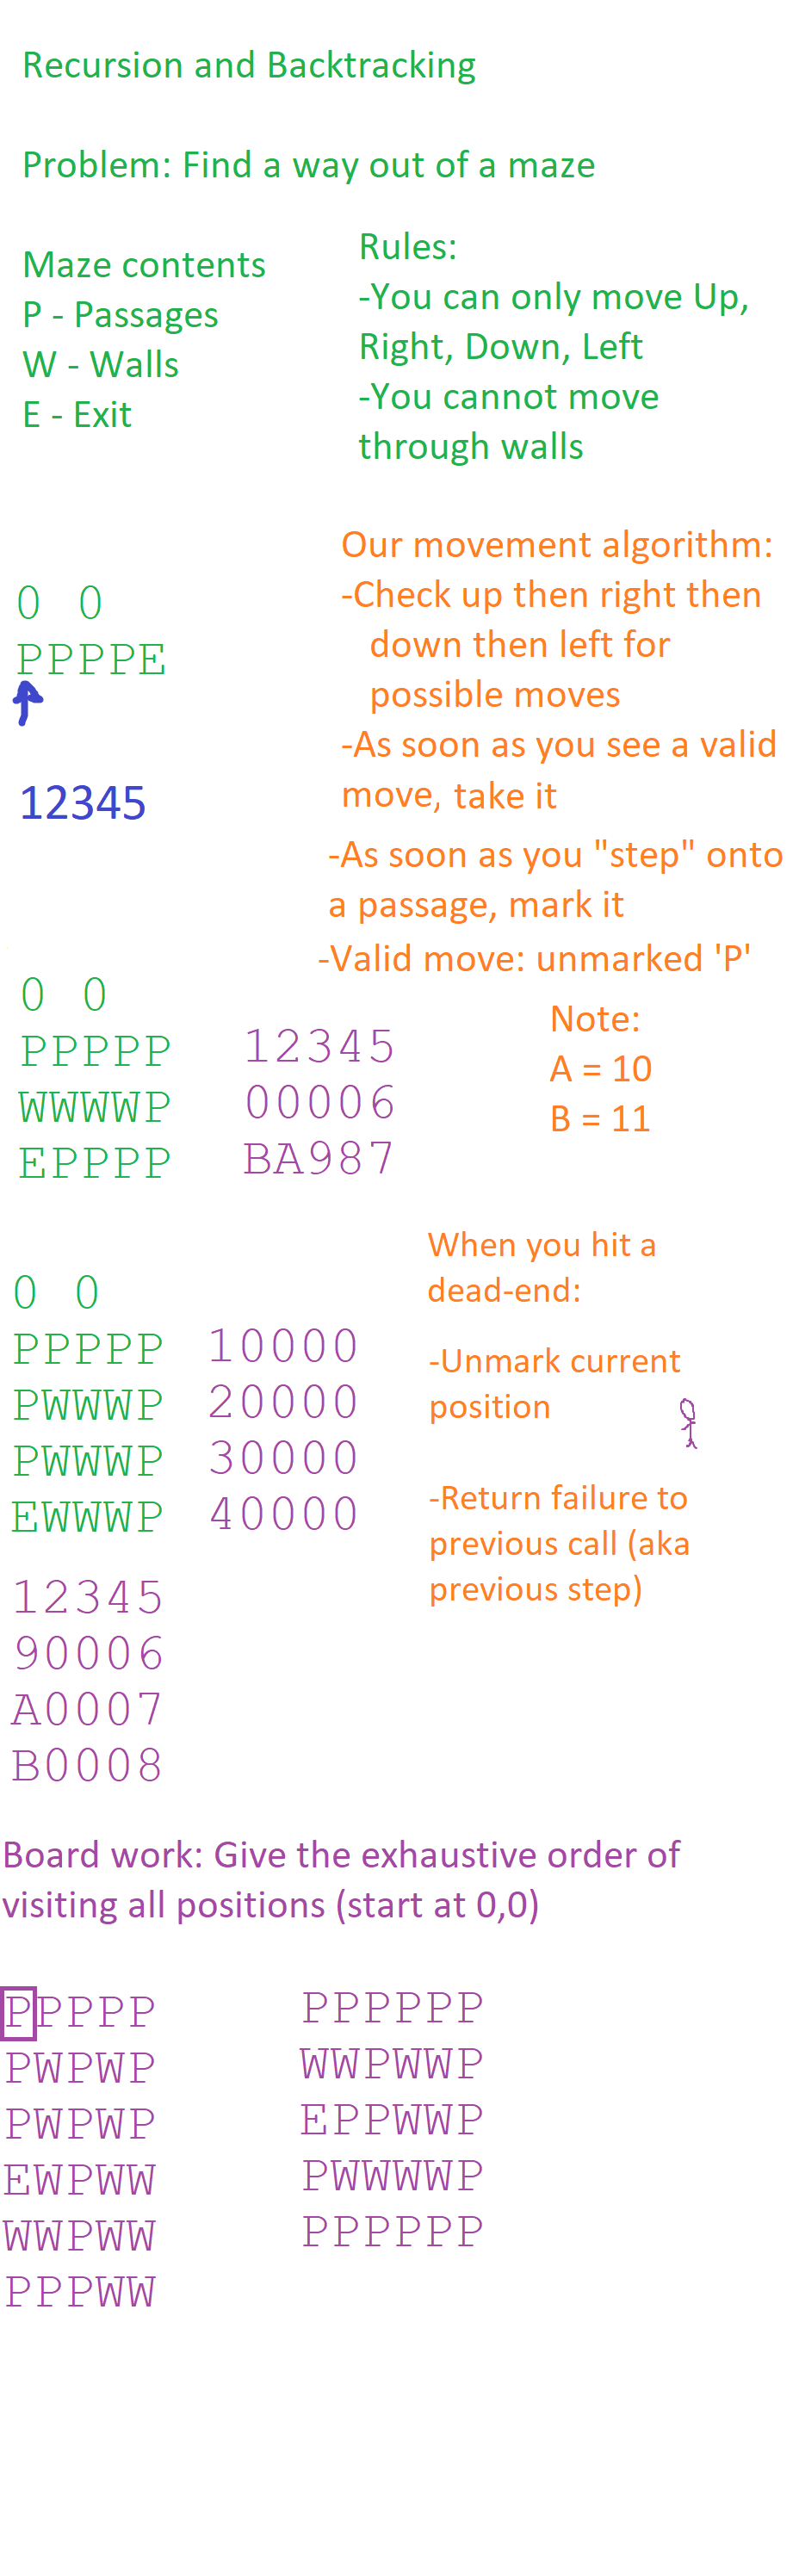 Recursion and Backtracking
Problem: Find a way out of a maze
Maze contents
P - Passages
W - Walls
E - Exit
Rules:
-You can only move Up,
Right, Down, Left
-You cannot move
through walls
Our movement algorithm:
-Check up then right then
down then left for
possible moves
-As soon as you see a valid
move, take it
-As soon as you "step" onto
a passage, mark it
-Valid move: unmarked 'P'
0 0
PPPPE
12345
0 0
PPPPP
WWWWP
EPPPP
12345
00006
BA987
Note:
A = 10
B = 11
0 0
PPPPP
PWWWP
PWWWP
EWWWP
10000
20000
30000
40000
When you hit a
dead-end:
-Unmark current
position
-Return failure to
previous call (aka
previous step)
12345
90006
A0007
B0008
Board work: Give the exhaustive order of
visiting all positions (start at 0,0)
PPPPP
PWPWP
PWPWP
EWPWW
WWPWW
PPPWW
PPPPPP
WWPWWP
EPPWWP
PWWWWP
PPPPPP